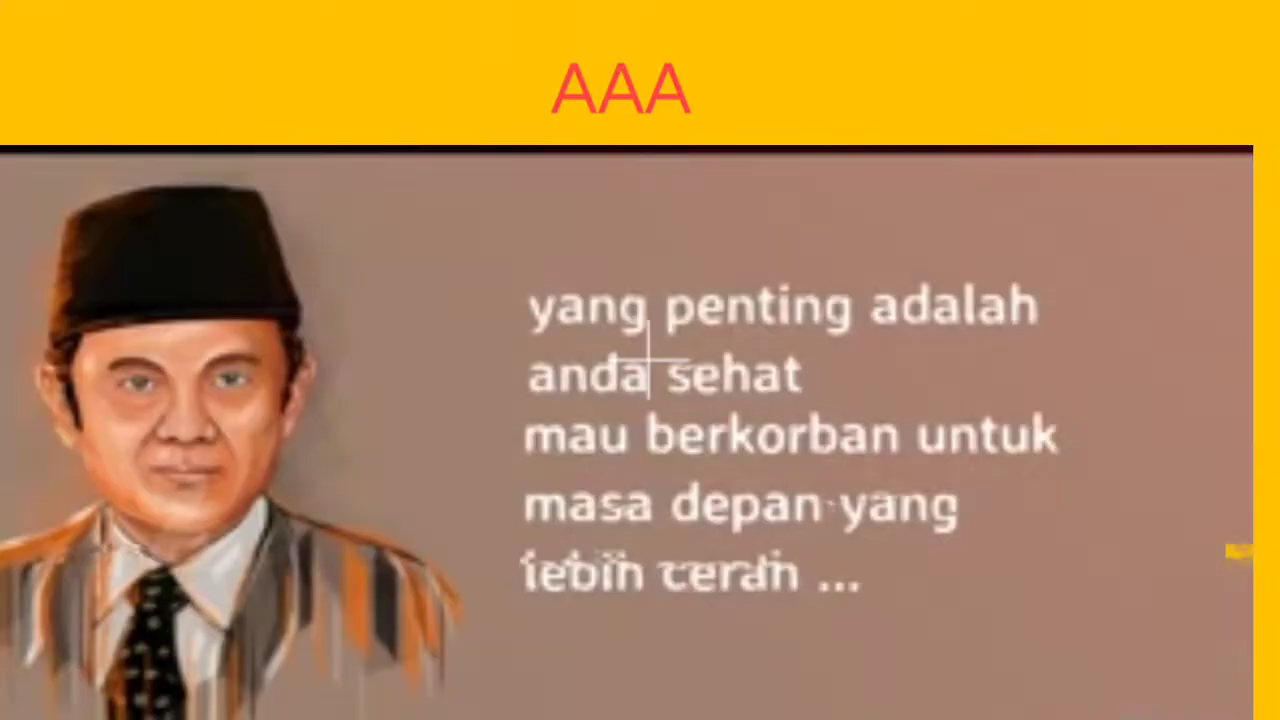 AAA
yang penting adalah
anda sehat
mau berkorban untuk
masa depan yang
lebih cerah ...